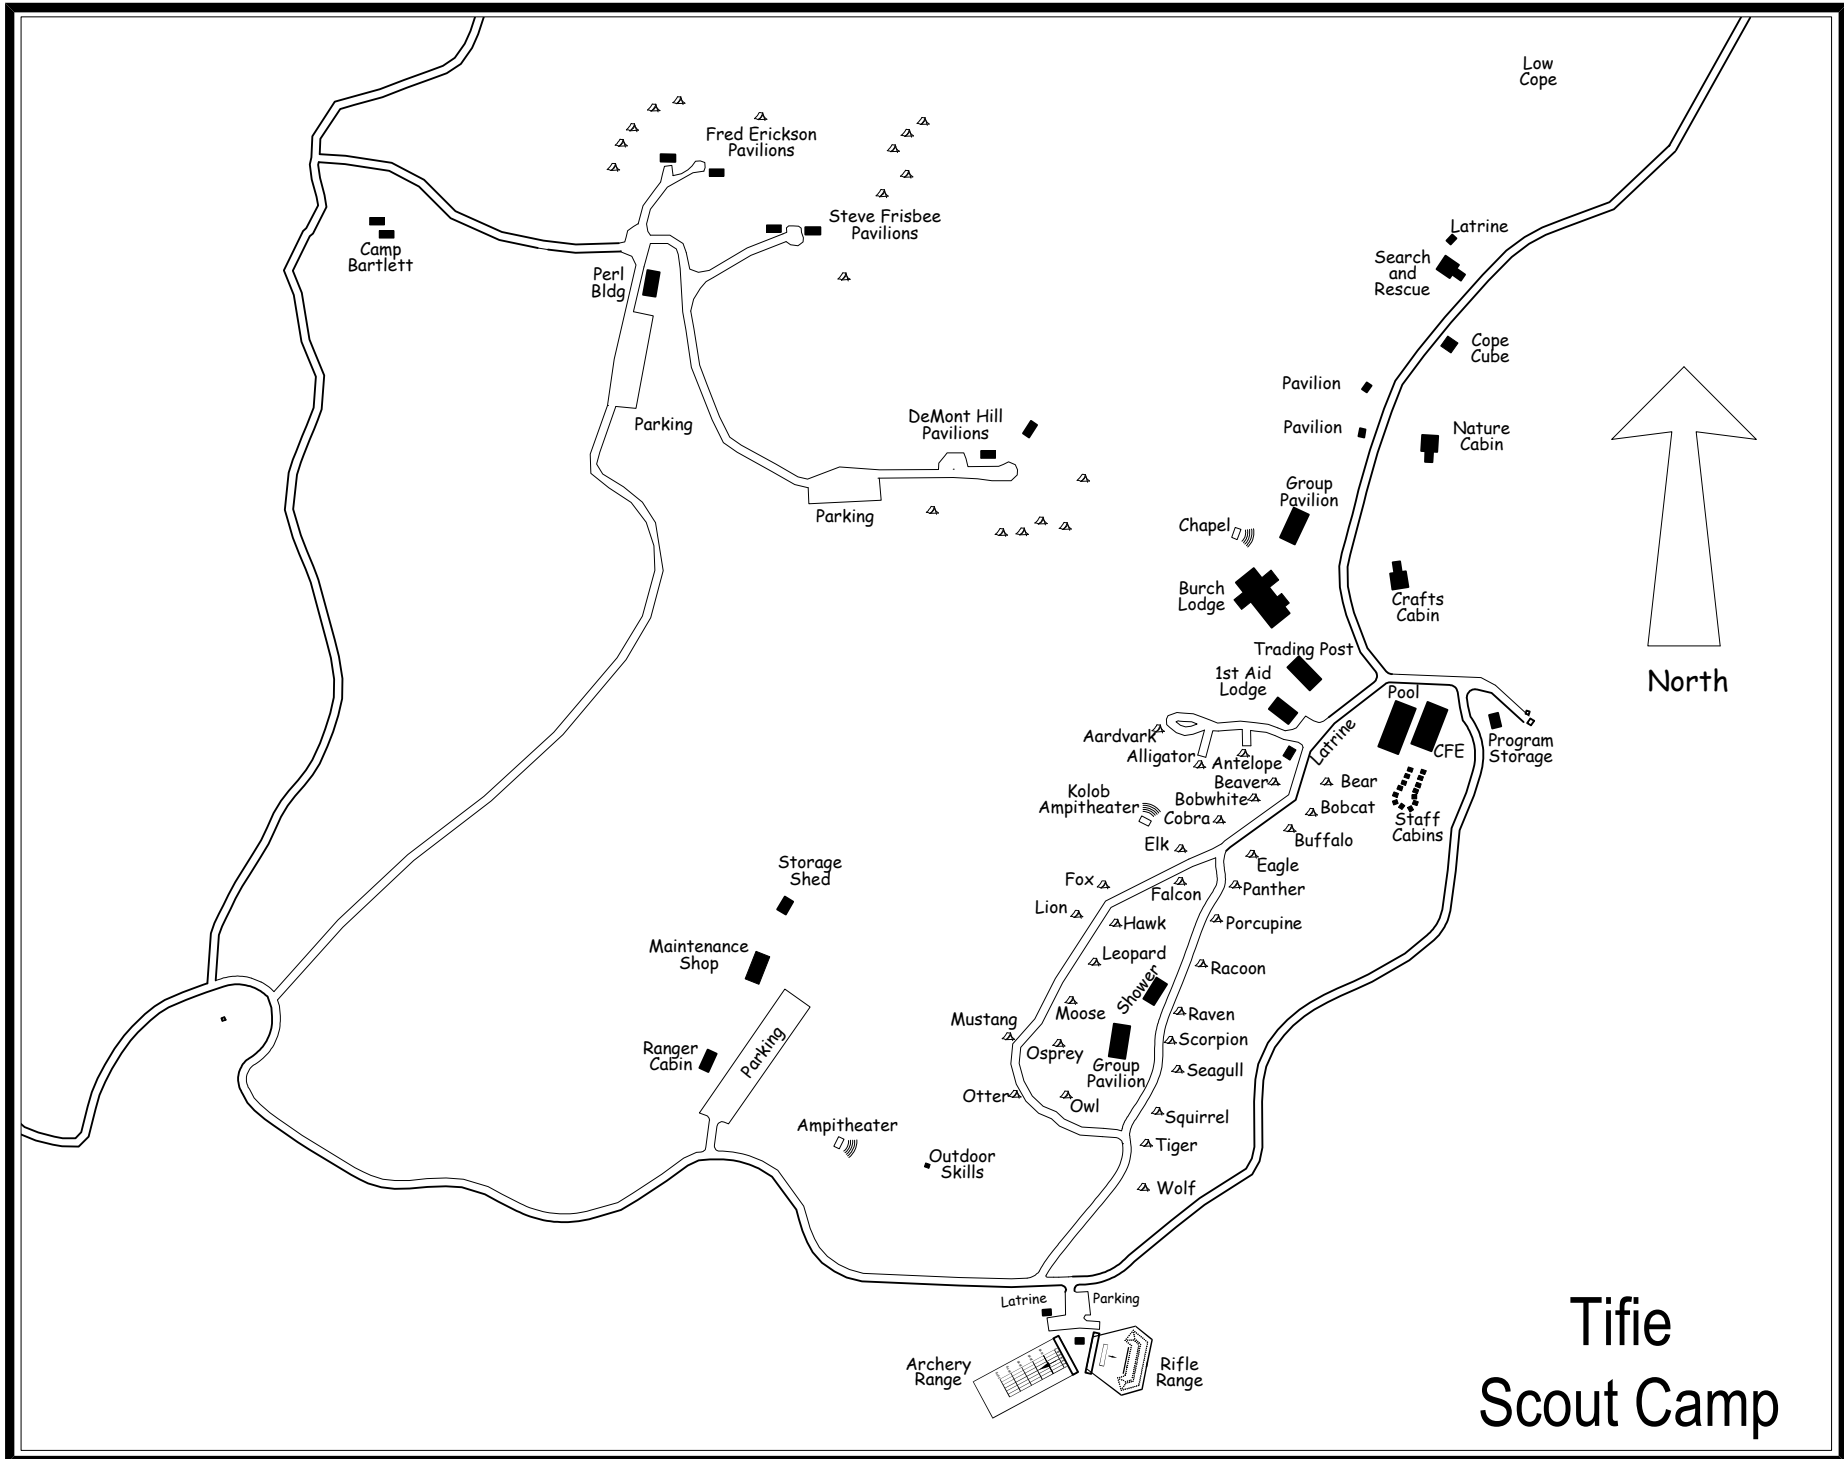 Low
Cope
Fred Erickson
Pavilions
Steve Frisbee
Pavilions
Camp
Bartlett
Perl
Bldg
Parking
DeMont Hill
Pavilions
Parking
Latrine
Search
and
Rescue
Cope
Cube
Pavilion
Pavilion
Nature
Cabin
Group
Pavilion
Chapel
Burch
Lodge
Crafts
Cabin
Trading Post
1st Aid
Lodge
North
Pool
Latrine
CFE
Program
Storage
Aardvark
Alligator
Antelope
Beaver
Bear
Kolob
Ampitheater
Bobwhite
Bobcat
Cobra
Staff
Cabins
Buffalo
Elk
Eagle
Fox
Falcon
Panther
Lion
Hawk
Porcupine
Leopard
Racoon
Shower
Moose
Raven
Mustang
Scorpion
Osprey
Group
Pavilion
Seagull
Otter
Owl
Squirrel
Tiger
Wolf
Storage
Shed
Maintenance
Shop
Ranger
Cabin
Parking
Ampitheater
Outdoor
Skills
Latrine
Parking
Archery
Range
Rifle
Range
Tifie
Scout Camp